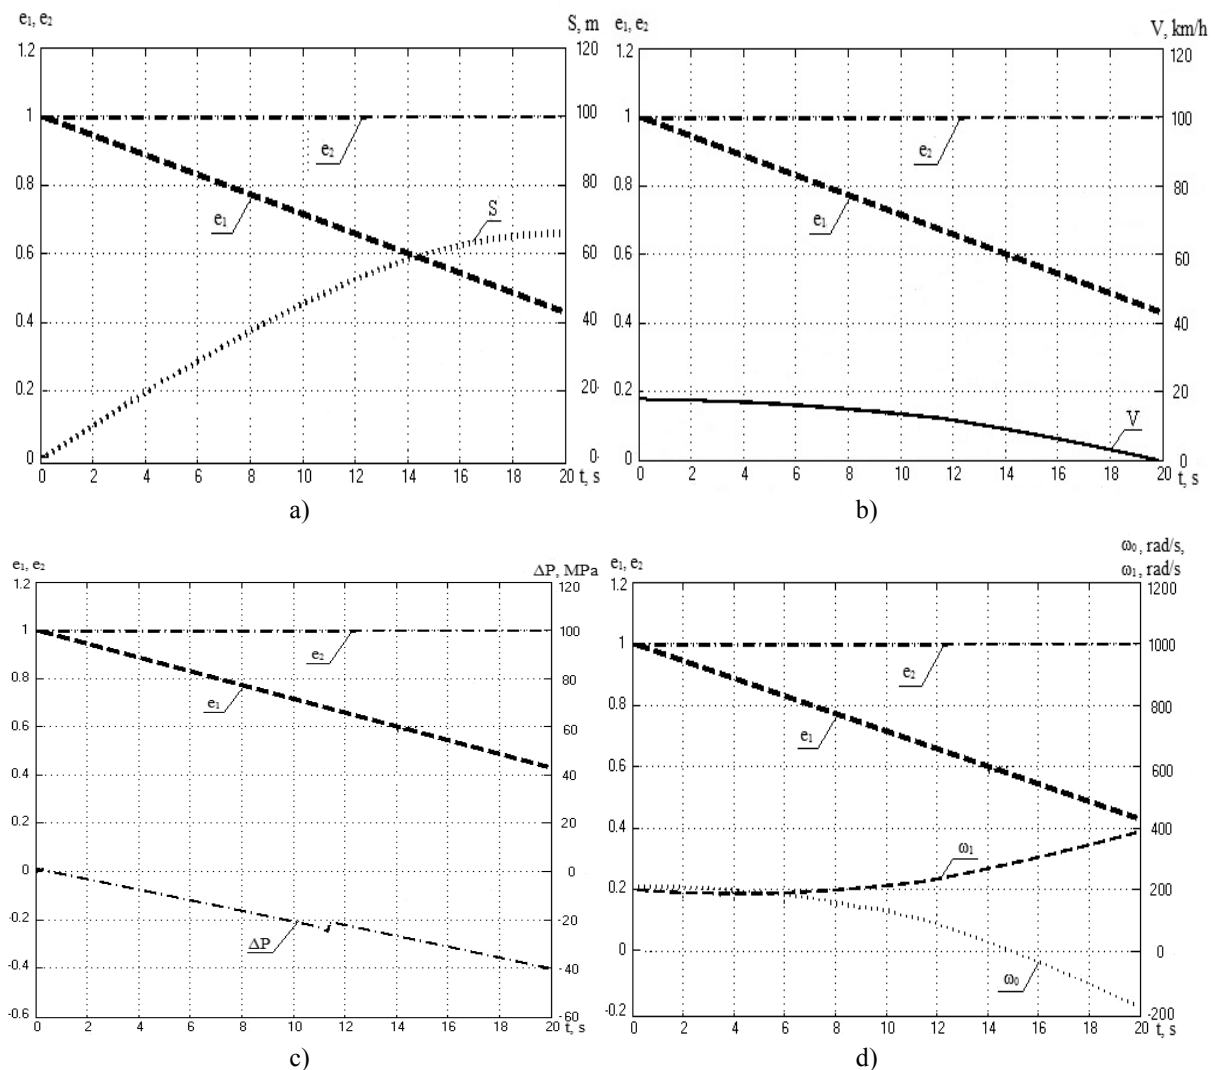 e₁, e₂
S, m
1.2
120
1
100
e₂
0.8
80
e₁
S
0.6
60
0.4
40
0.2
20
0
0
0 2 4 6 8 10 12 14 16 18 20
t, s
a)
e₁, e₂
V, km/h
1.2
120
1
100
e₂
0.8
80
e₁
0.6
60
0.4
40
0.2
20
V
0
0
0 2 4 6 8 10 12 14 16 18 20
t, s
b)
e₁, e₂
ΔP, MPa
1.2
120
1
100
e₂
0.8
80
e₁
0.6
60
0.4
40
0.2
20
0
0
-0.2
-20
ΔP
-0.4
-40
-0.6
-60
0 2 4 6 8 10 12 14 16 18 20
t, s
c)
ω₀, rad/s,
e₁, e₂
ω₁, rad/s
1.2
1200
1
1000
e₂
0.8
800
e₁
0.6
600
0.4
400
ω₁
0.2
200
0
0
ω₀
-0.2
-200
0 2 4 6 8 10 12 14 16 18 20
t, s
d)